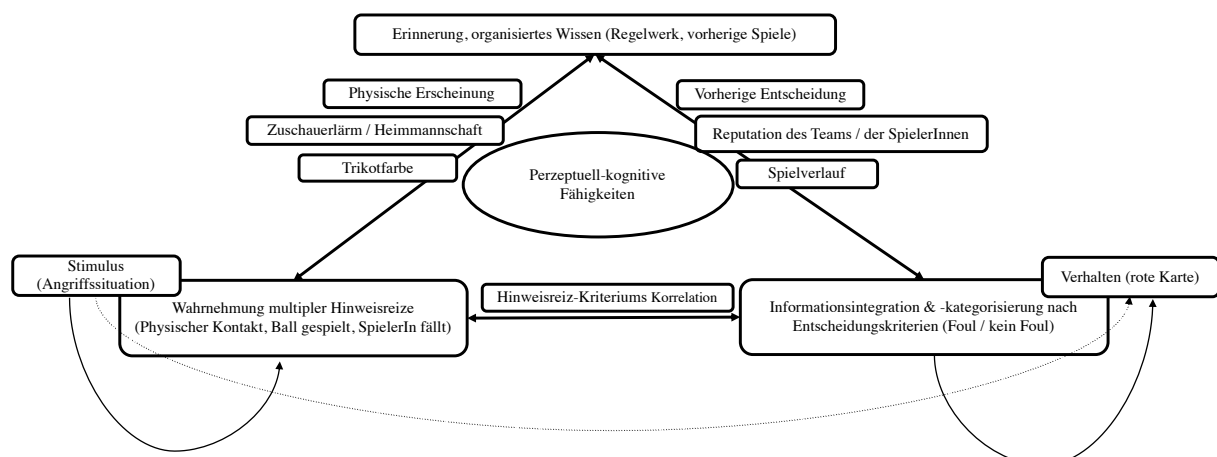 Erinnerung, organisiertes Wissen (Regelwerk, vorherige Spiele)
Physische Erscheinung
Vorherige Entscheidung
Zuschauerlärm / Heimmannschaft
Reputation des Teams / der SpielerInnen
Trikotfarbe
Spielverlauf
Perzeptuell-kognitive
Fähigkeiten
Stimulus
(Angriffssituation)
Verhalten (rote Karte)
Wahrnehmung multipler Hinweisreize
(Physischer Kontakt, Ball gespielt, SpielerIn fällt)
Hinweisreiz-Kriteriums Korrelation
Informationsintegration & -kategorisierung nach
Entscheidungskriterien (Foul / kein Foul)